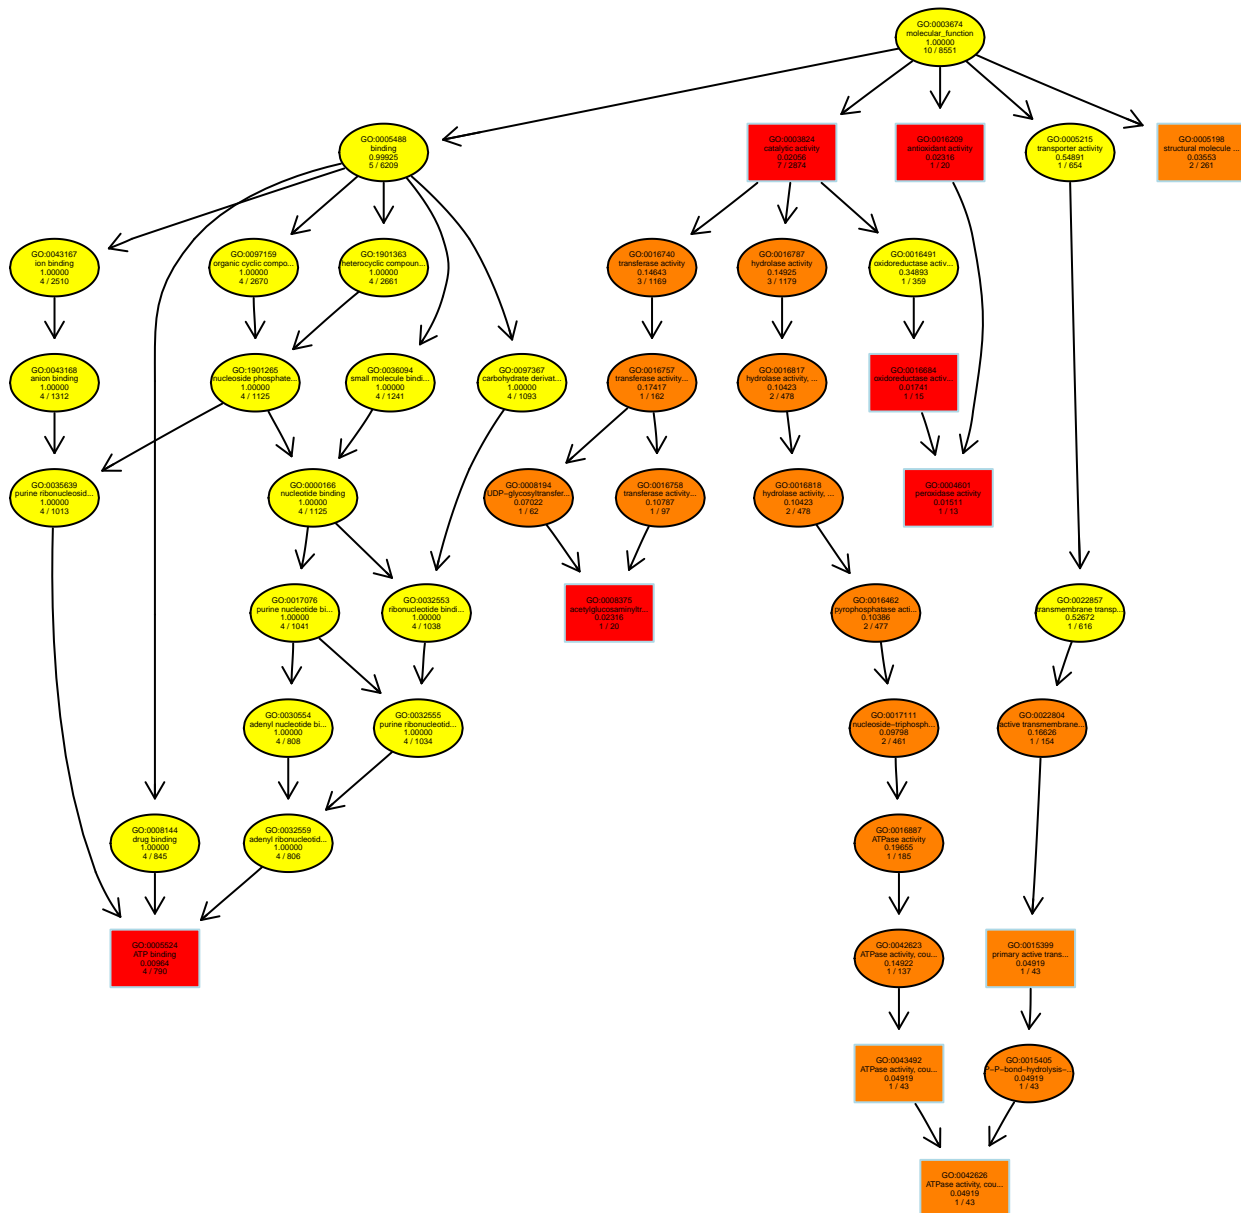 GO:0003674
molecular_function
1.00000
10 / 8551
GO:0005488
binding
0.99925
5 / 6209
GO:0003824
catalytic activity
0.02056
7 / 2874
GO:0016209
antioxidant activity
0.02316
1 / 20
GO:0005215
transporter activity
0.54891
1 / 654
GO:0005198
structural molecule ...
0.03553
2 / 261
GO:0043167
ion binding
1.00000
4 / 2510
GO:0097159
organic cyclic compo...
1.00000
4 / 2670
GO:1901363
heterocyclic compoun...
1.00000
4 / 2661
GO:0016740
transferase activity
0.14643
3 / 1169
GO:0016787
hydrolase activity
0.14925
3 / 1179
GO:0016491
oxidoreductase activ...
0.34893
1 / 359
GO:0043168
anion binding
1.00000
4 / 1312
GO:1901265
nucleoside phosphate...
1.00000
4 / 1125
GO:0036094
small molecule bindi...
1.00000
4 / 1241
GO:0097367
carbohydrate derivat...
1.00000
4 / 1093
GO:0016757
transferase activity...
0.17417
1 / 162
GO:0016817
hydrolase activity, ...
0.10423
2 / 478
GO:0016684
oxidoreductase activ...
0.01741
1 / 15
GO:0035639
purine ribonucleosid...
1.00000
4 / 1013
GO:0000166
nucleotide binding
1.00000
4 / 1125
GO:0008194
UDP−glycosyltransfer...
0.07022
1 / 62
GO:0016758
transferase activity...
0.10787
1 / 97
GO:0016818
hydrolase activity, ...
0.10423
2 / 478
GO:0004601
peroxidase activity
0.01511
1 / 13
GO:0017076
purine nucleotide bi...
1.00000
4 / 1041
GO:0032553
ribonucleotide bindi...
1.00000
4 / 1038
GO:0008375
acetylglucosaminyltr...
0.02316
1 / 20
GO:0016462
pyrophosphatase acti...
0.10386
2 / 477
GO:0022857
transmembrane transp...
0.52672
1 / 616
GO:0030554
adenyl nucleotide bi...
1.00000
4 / 808
GO:0032555
purine ribonucleotid...
1.00000
4 / 1034
GO:0017111
nucleoside−triphosph...
0.09798
2 / 461
GO:0022804
active transmembrane...
0.16626
1 / 154
GO:0008144
drug binding
1.00000
4 / 845
GO:0032559
adenyl ribonucleotid...
1.00000
4 / 806
GO:0016887
ATPase activity
0.19655
1 / 185
GO:0005524
ATP binding
4 / 790
GO:0042623
ATPase activity, cou...
0.14922
1 / 137
GO:0015399
primary active trans...
0.04919
1 / 43
GO:0043492
ATPase activity, cou...
0.04919
1 / 43
GO:0015405
P−P−bond−hydrolysis−...
0.04919
1 / 43
GO:0042626
ATPase activity, cou...
0.04919
1 / 43